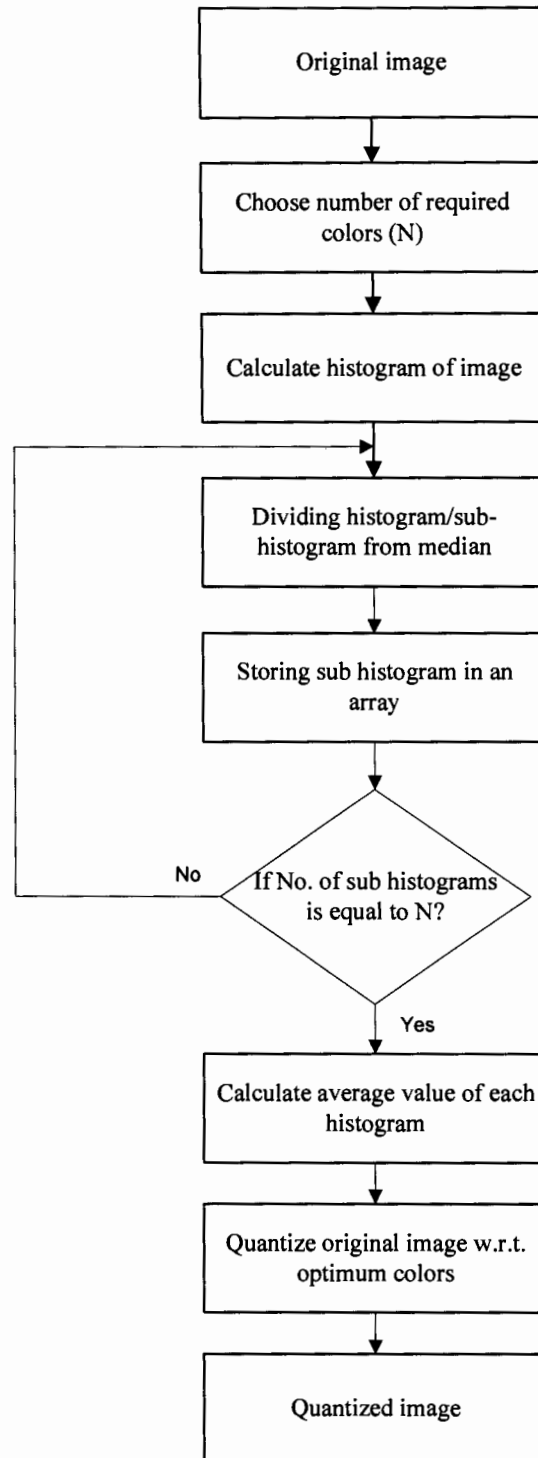 Original image
Choose number of required
colors (N)
Calculate histogram of image
Dividing histogram/sub-
histogram from median
Storing sub histogram in an
array
If No. of sub histograms
is equal to N?
No
Yes
Calculate average value of each
histogram
Quantize original image w.r.t.
optimum colors
Quantized image